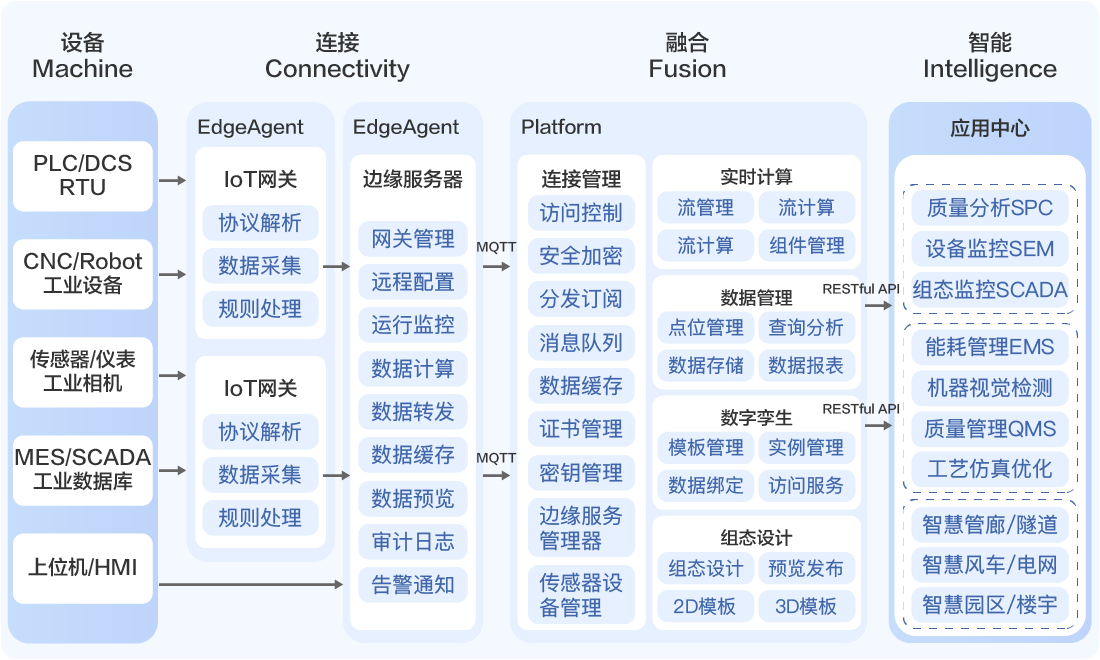 设备
Machine
连接
Connectivity
融合
Fusion
智能
Intelligence
PLC/DCS
RTU
CNC/Robot
工业设备
传感器/仪表
工业相机
MES/SCADA
工业数据库
上位机/HMI
EdgeAgent
IoT网关
协议解析
数据采集
规则处理
IoT网关
协议解析
数据采集
规则处理
EdgeAgent
边缘服务器
网关管理
远程配置
运行监控
数据计算
数据转发
数据缓存
数据预览
审计日志
告警通知
MQTT
MQTT
Platform
连接管理
访问控制
安全加密
分发订阅
消息队列
数据缓存
证书管理
密钥管理
边缘服务
管理器
传感器设
备管理
实时计算
流管理
流计算
流计算
组件管理
数据管理
点位管理
查询分析
数据存储
数据报表
数字孪生
模板管理
实例管理
数据绑定
访问服务
组态设计
组态设计
预览发布
2D模板
3D模板
RESTful API
RESTful API
应用中心
质量分析SPC
设备监控SEM
组态监控SCADA
能耗管理EMS
机器视觉检测
质量管理QMS
工艺仿真优化
智慧管廊/隧道
智慧风车/电网
智慧园区/楼宇